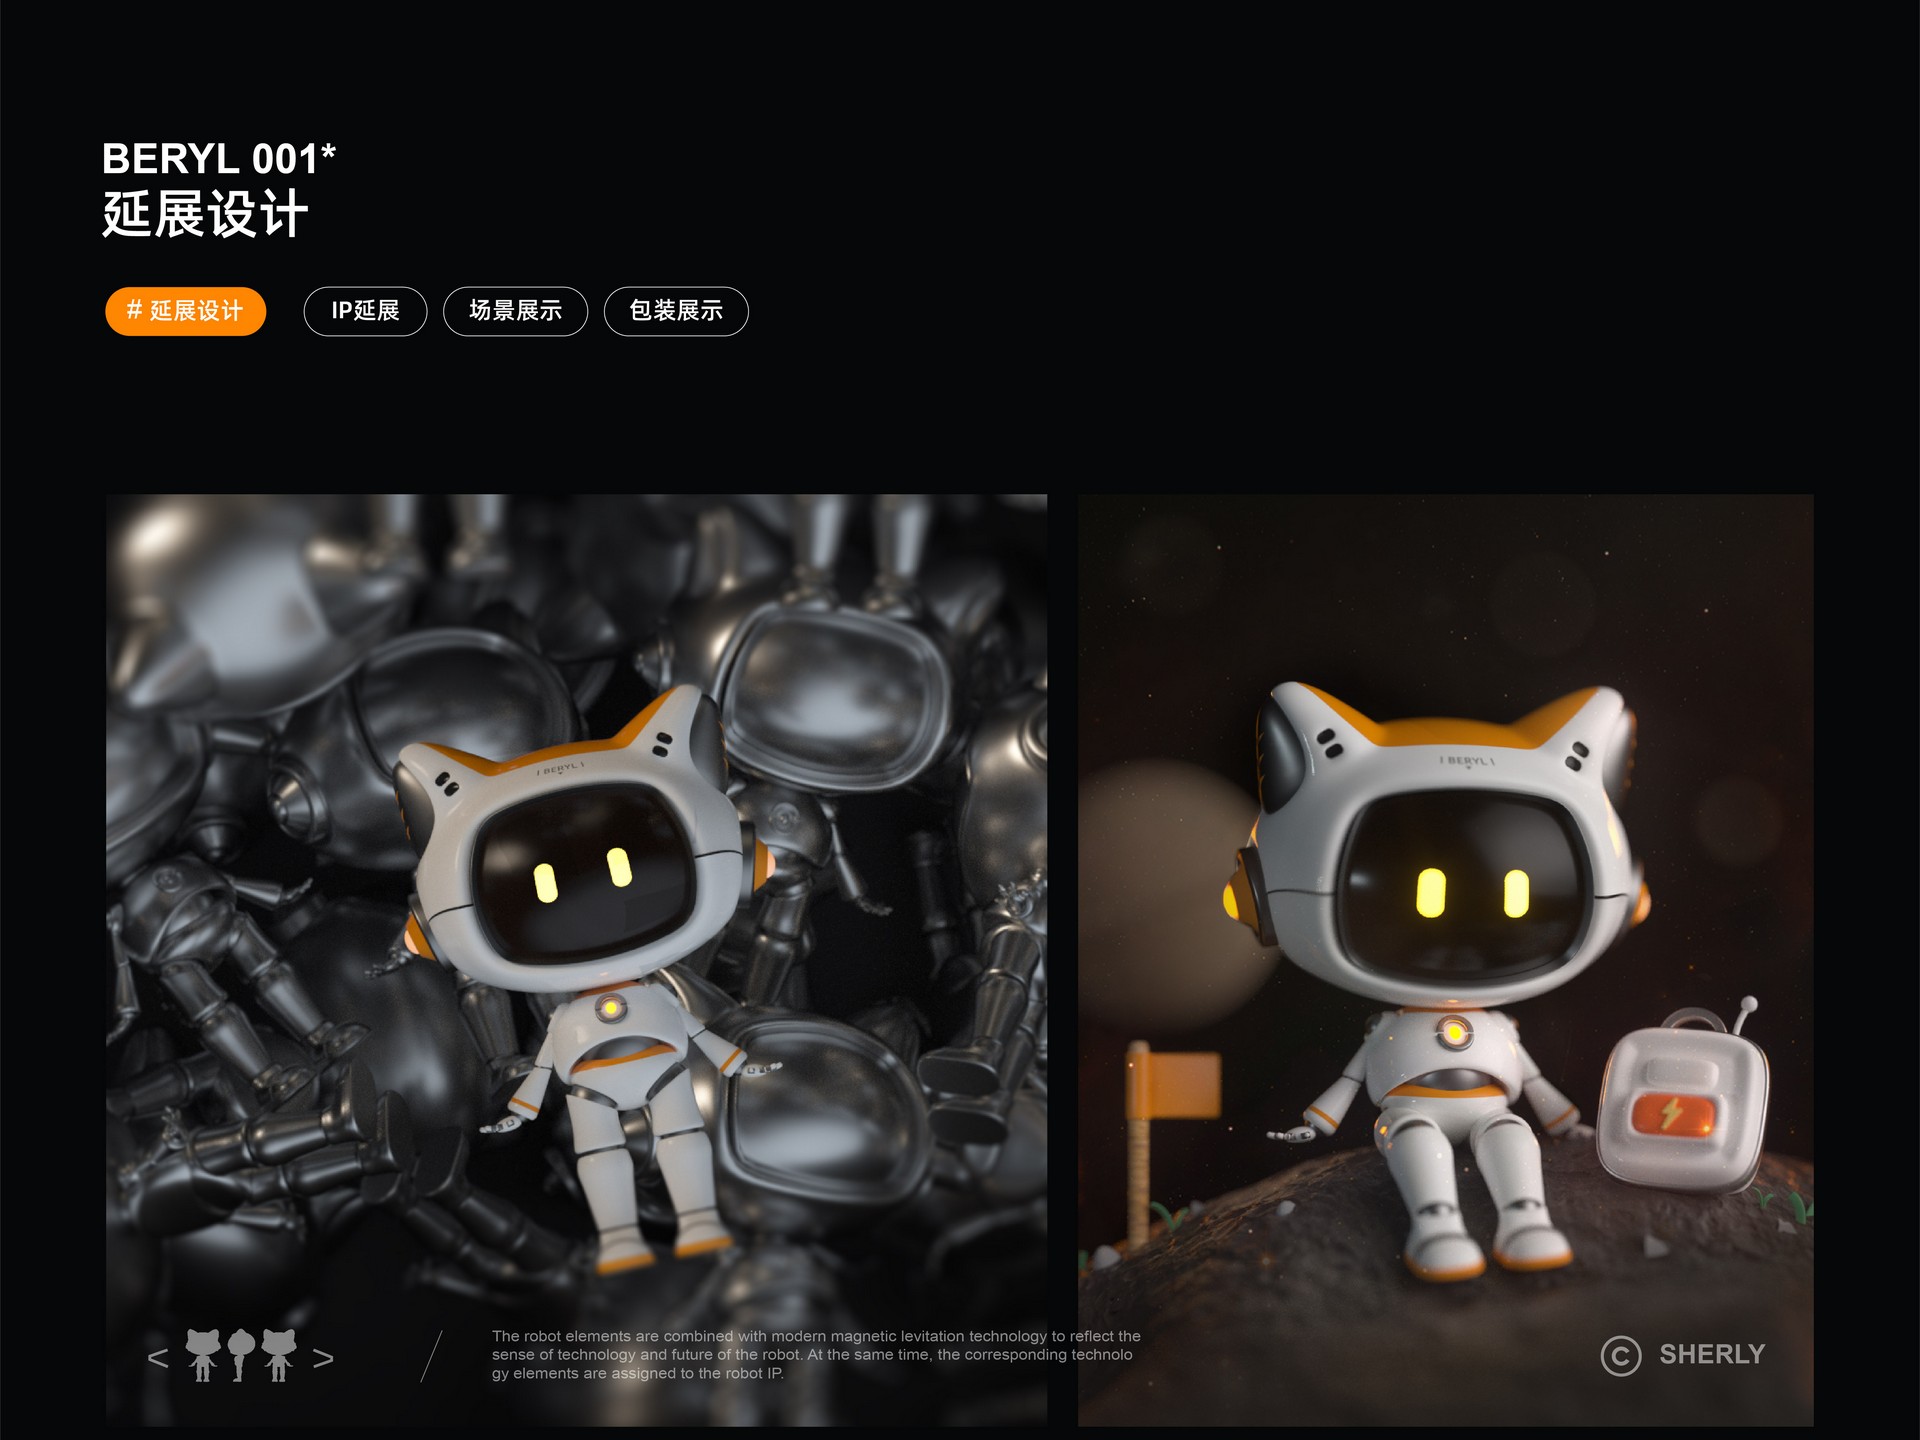 BERYL 001*
延展设计
# 延展设计
IP延展
场景展示
包装展示
/ BERYL \
/ BERYL \
The robot elements are combined with modern magnetic levitation technology to reflect the
sense of technology and future of the robot. At the same time, the corresponding technolo
gy elements are assigned to the robot IP.
< >
© SHERLY